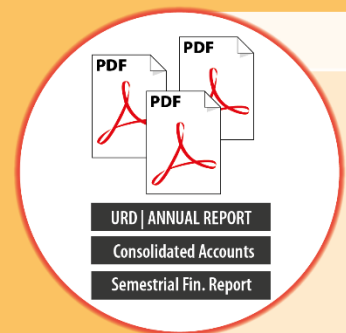 PDF
PDF
PDF
URD | ANNUAL REPORT
Consolidated Accounts
Semestrial Fin. Report